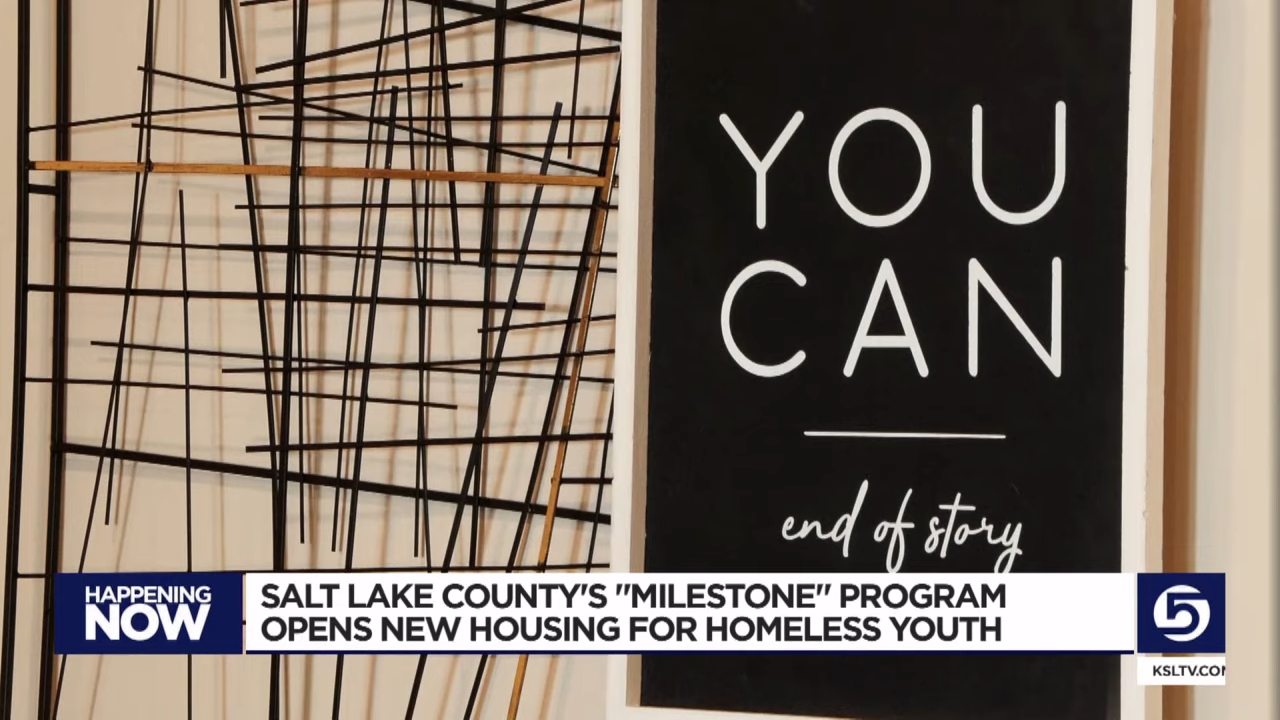 YOU
CAN
end of story
HAPPENING
NOW
SALT LAKE COUNTY'S "MILESTONE" PROGRAM
OPENS NEW HOUSING FOR HOMELESS YOUTH
5
KSLTV.COM